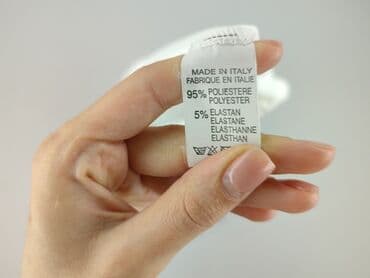 MADE IN ITALY
FABRIQUE EN ITALIE
95% POLIESTERE
POLYESTER
5% ELASTAN
ELASTANE
ELASTHANNE
ELASTHAN